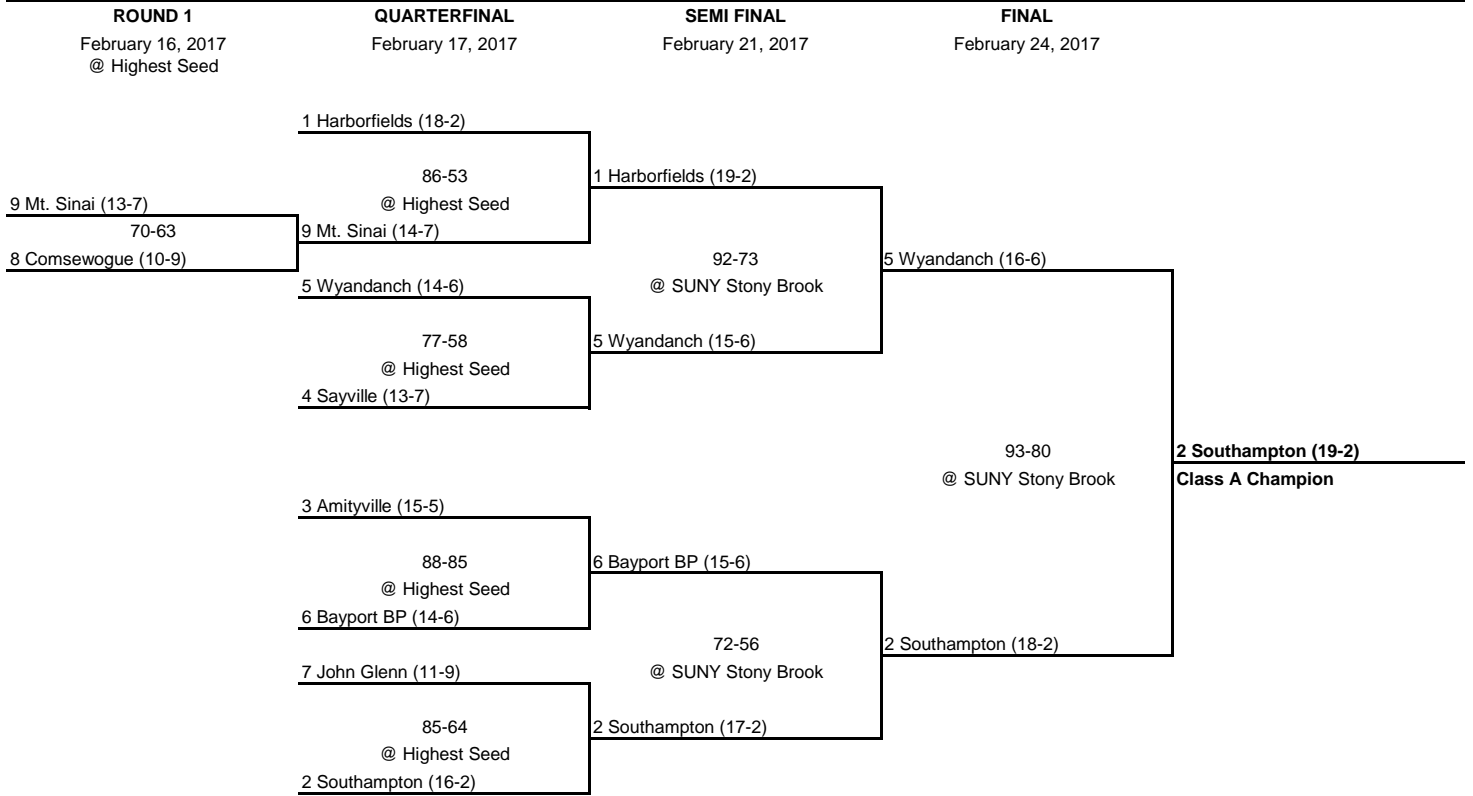 ROUND 1
February 16, 2017
@ Highest Seed
QUARTERFINAL
February 17, 2017
SEMI FINAL
February 21, 2017
FINAL
February 24, 2017
9 Mt. Sinai (13-7)
70-63
8 Comsewogue (10-9)
1 Harborfields (18-2)
86-53
@ Highest Seed
9 Mt. Sinai (14-7)
5 Wyandanch (14-6)
77-58
@ Highest Seed
4 Sayville (13-7)
3 Amityville (15-5)
88-85
@ Highest Seed
6 Bayport BP (14-6)
7 John Glenn (11-9)
85-64
@ Highest Seed
2 Southampton (16-2)
1 Harborfields (19-2)
92-73
@ SUNY Stony Brook
5 Wyandanch (15-6)
6 Bayport BP (15-6)
72-56
@ SUNY Stony Brook
2 Southampton (17-2)
5 Wyandanch (16-6)
93-80
@ SUNY Stony Brook
2 Southampton (18-2)
2 Southampton (19-2)
Class A Champion